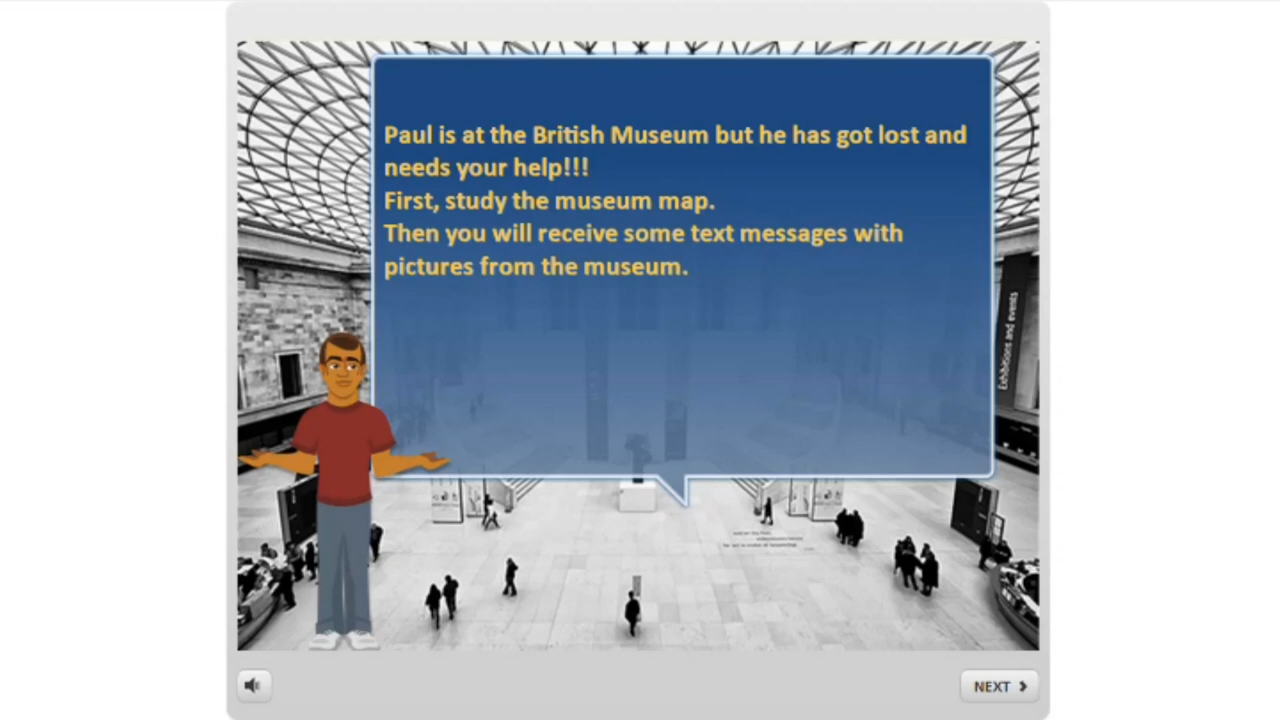 Paul is at the British Museum but he has got lost and
needs your help!!!
First, study the museum map.
Then you will receive some text messages with
pictures from the museum.
Exhibitions and events
NEXT